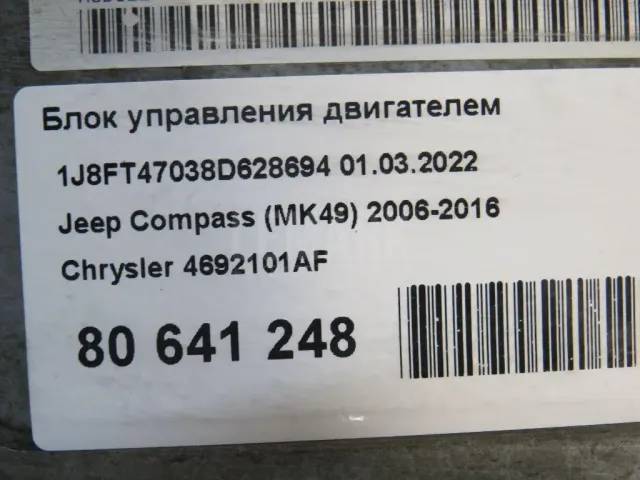 Блок управления двигателем
1J8FT47038D628694 01.03.2022
Jeep Compass (MK49) 2006-2016
Chrysler 4692101AF
80 641 248